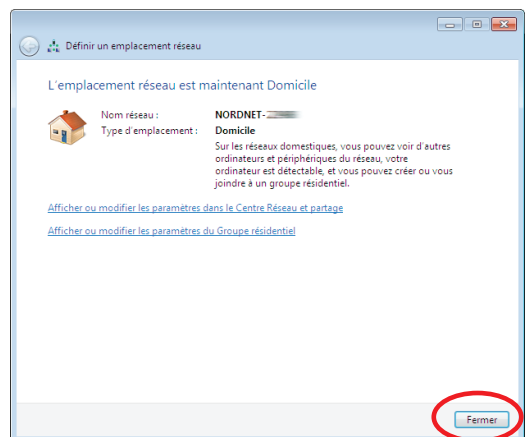 Définir un emplacement réseau
L'emplacement réseau est maintenant Domicile
Nom réseau : NORDNET-
Type d'emplacement : Domicile
Sur les réseaux domestiques, vous pouvez voir d'autres
ordinateurs et périphériques du réseau, votre
ordinateur est détectable, et vous pouvez créer ou vous
joindre à un groupe résidentiel.
Afficher ou modifier les paramètres dans le Centre Réseau et partage
Afficher ou modifier les paramètres du Groupe résidentiel
Fermer